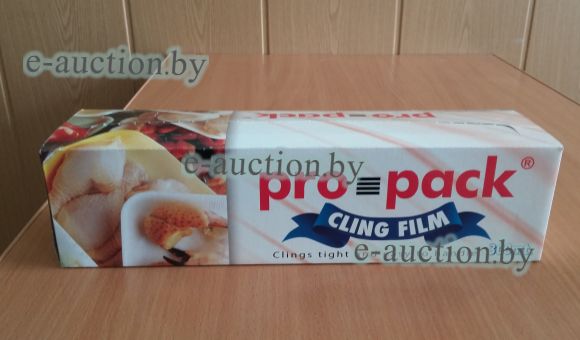 e-auction.by
pro pack
e-auction.by
pro pack®
CLING FILM
Clings tight
e-auction.by